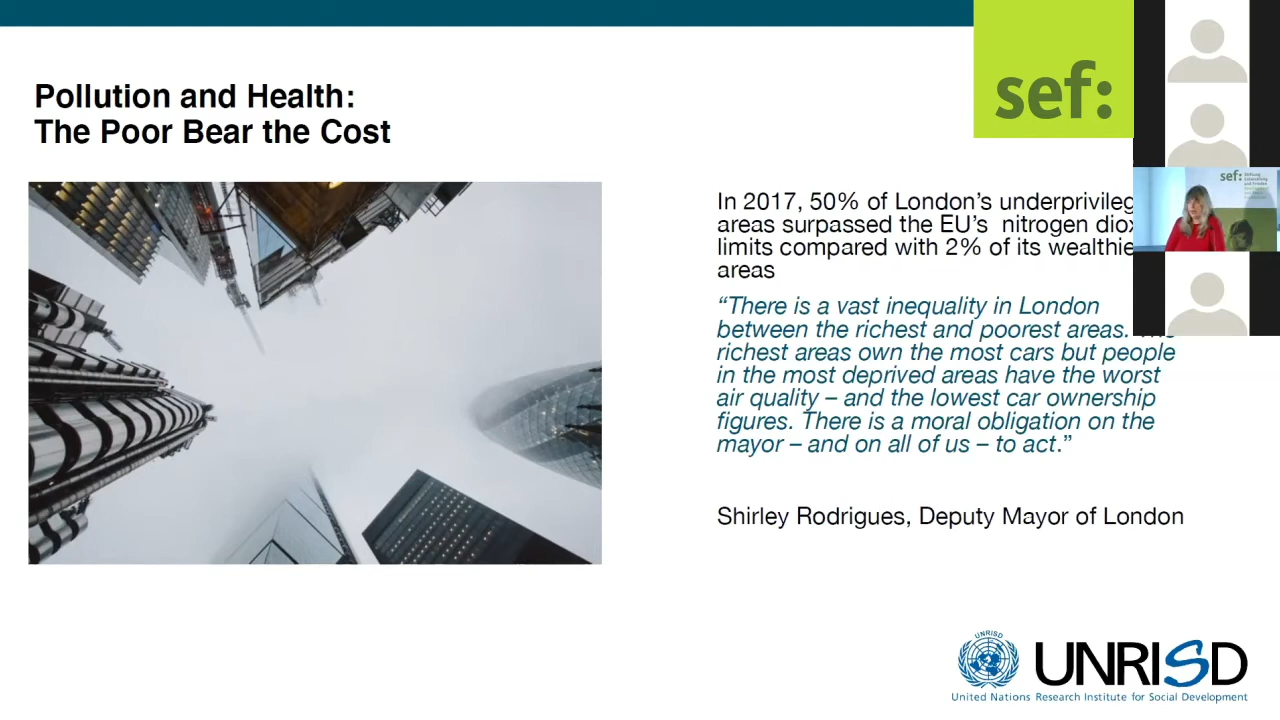 Pollution and Health:
The Poor Bear the Cost
sef:
In 2017, 50% of London’s underprivileg
areas surpassed the EU’s nitrogen diox
limits compared with 2% of its wealthie
areas
“There is a vast inequality in London
between the richest and poorest areas.
richest areas own the most cars but people
in the most deprived areas have the worst
air quality – and the lowest car ownership
figures. There is a moral obligation on the
mayor – and on all of us – to act.”
Shirley Rodrigues, Deputy Mayor of London
sef:
UNRISD
UNRISD
United Nations Research Institute for Social Development